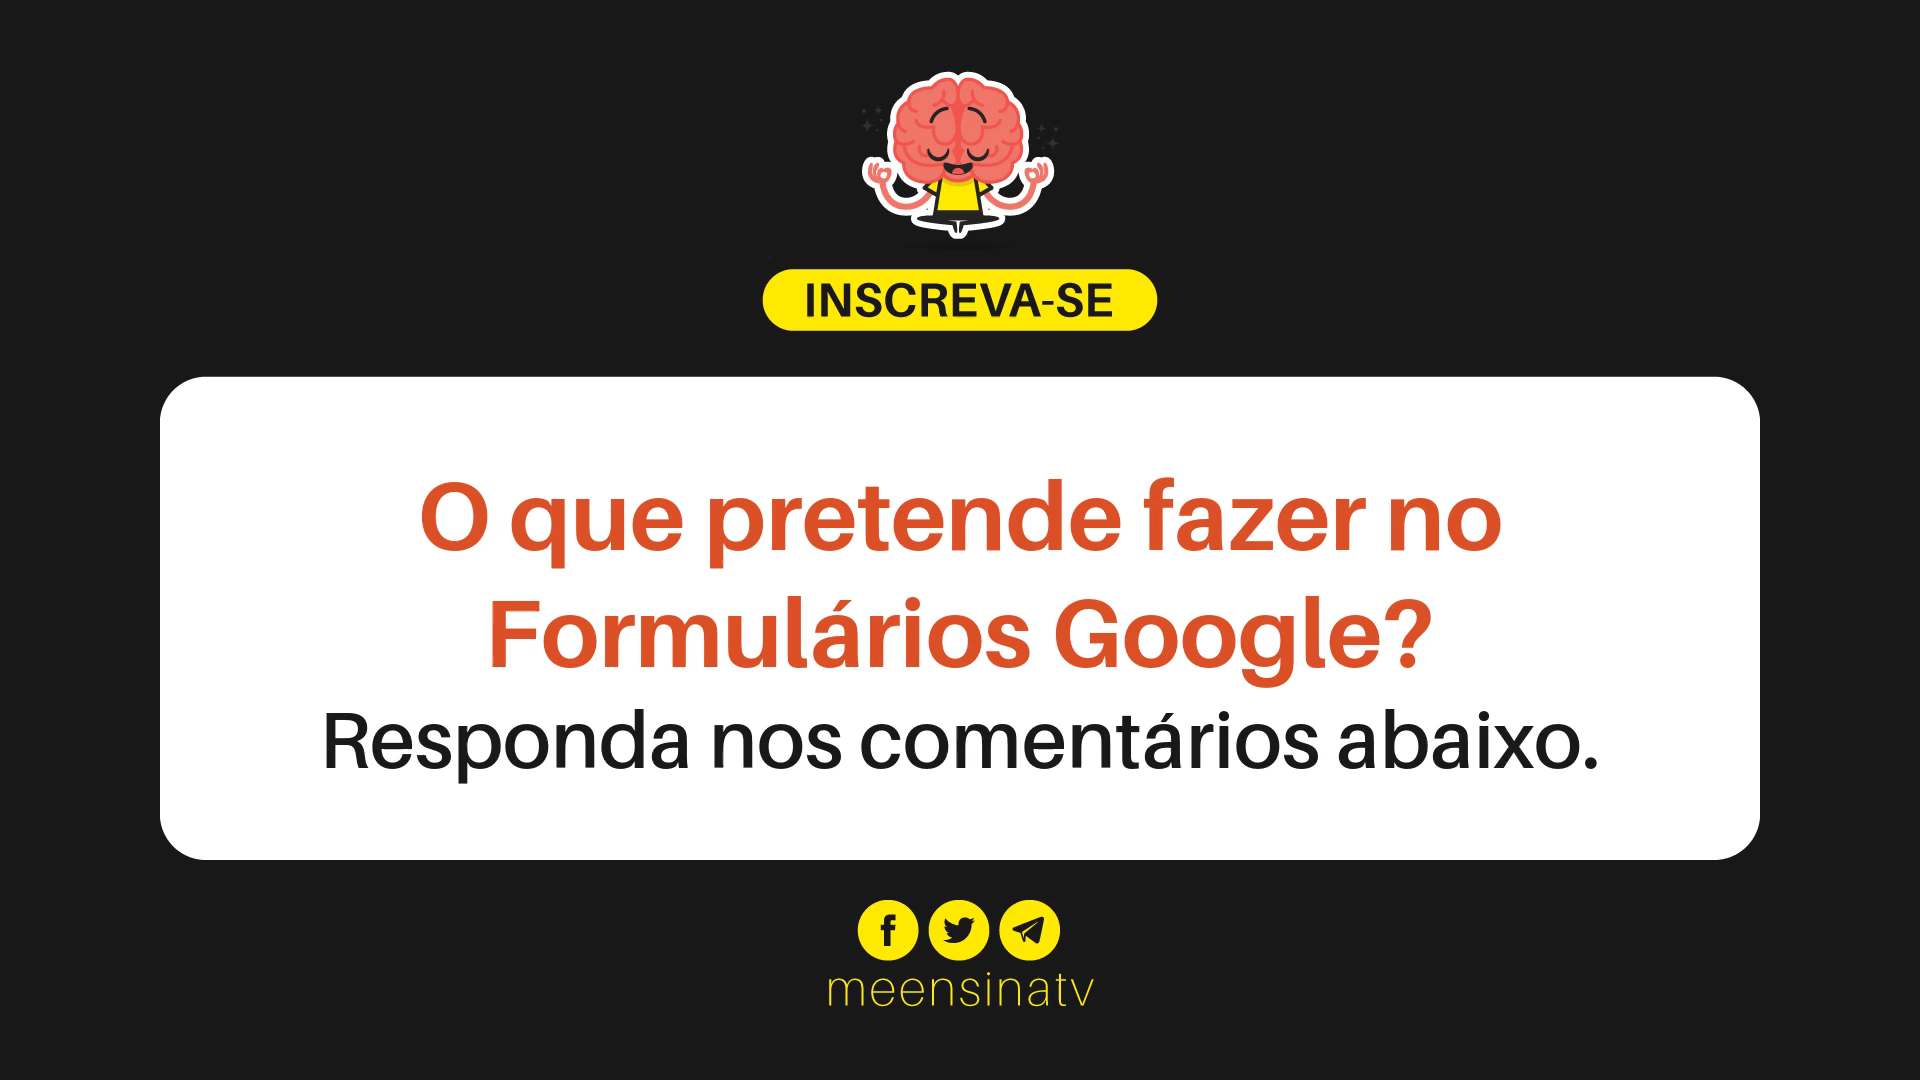 INSCREVA-SE
O que pretende fazer no
Formulários Google?
Responda nos comentários abaixo.
meensinatv